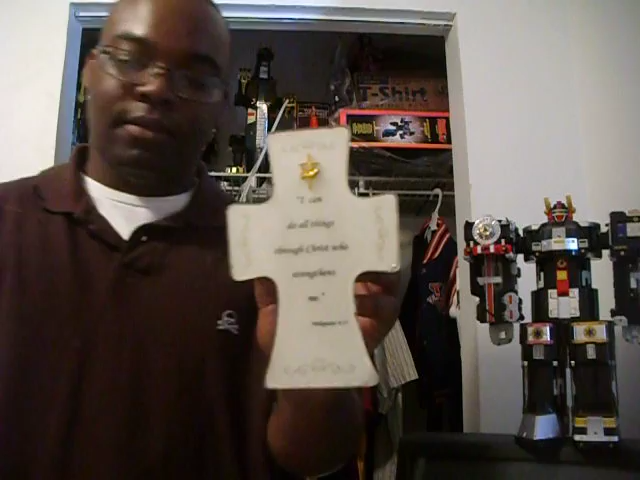 T-Shirt
"I can
do all things
through Christ who
strengthens
me."